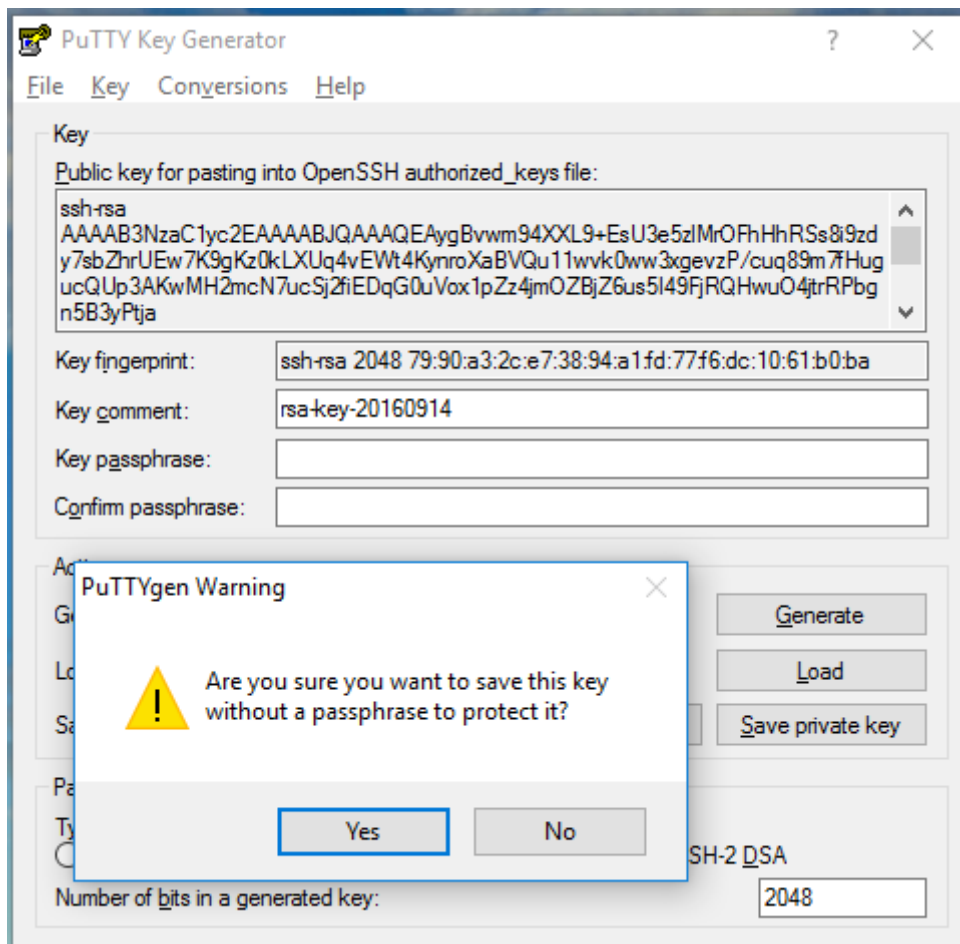 PuTTY Key Generator
?
File Key Conversions Help
Key
Public key for pasting into OpenSSH authorized_keys file:
ssh-rsa
AAAAB3NzaC1yc2EAAAABJQAAAQEAygBvwm94XXL9+EsU3e5zlMrOFhHhRSs8i9zd
y7sbZhrUEw7K9gKz0kLXUq4vEWt4KynroXaBVQu11wvk0ww3xgevzP/cuq89m7fHug
ucQUp3AKwMH2mcN7ucSj2fiEDqG0uVox1pZz4jmOZBjZ6us5I49FjRQHwuO4jtrRPbg
n5B3yPtja
Key fingerprint: ssh-rsa 2048 79:90:a3:2c:e7:38:94:a1:fd:77:f6:dc:10:61:b0:ba
Key comment: rsa-key-20160914
Key passphrase:
Confirm passphrase:
PuTTYgen Warning
Generate
Are you sure you want to save this key
without a passphrase to protect it?
Load
Save private key
Yes No
SH-2 DSA
Number of bits in a generated key: 2048